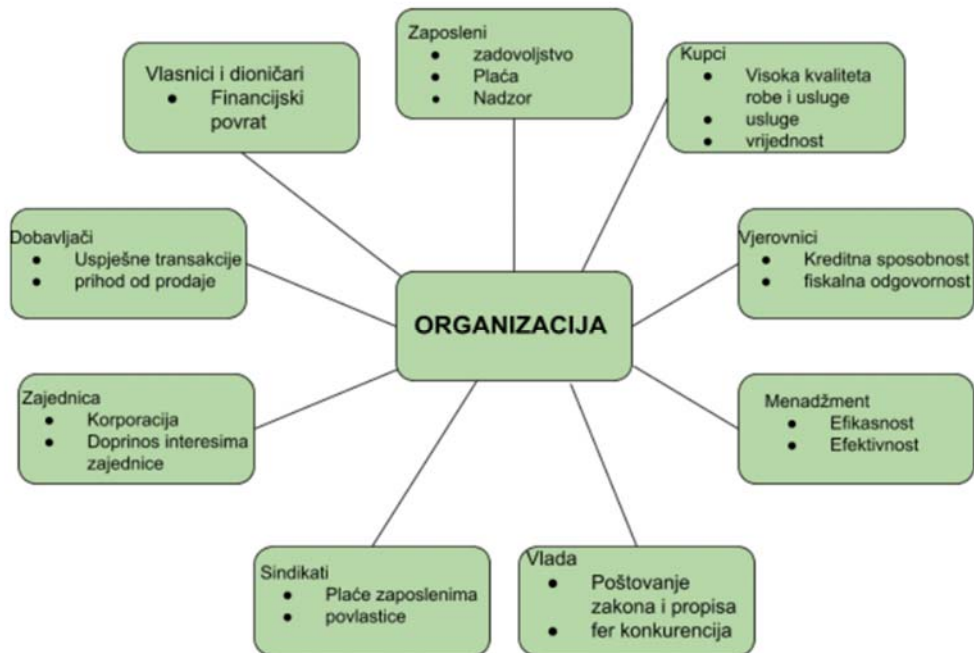 Vlasnici i dioničari
● Financijski
povrat
Zaposleni
● zadovoljstvo
● Plaća
● Nadzor
Kupci
● Visoka kvaliteta
robe i usluge
● usluge
● vrijednost
Dobavljači
● Uspješne transakcije
● prihod od prodaje
ORGANIZACIJA
Vjerovnici
● Kreditna sposobnost
● fiskalna odgovornost
Zajednica
● Korporacija
● Doprinos interesima
zajednice
Menadžment
● Efikasnost
● Efektivnost
Sindikati
● Plaće zaposlenima
● povlastice
Vlada
● Poštovanje
zakona i propisa
● fer konkurencija